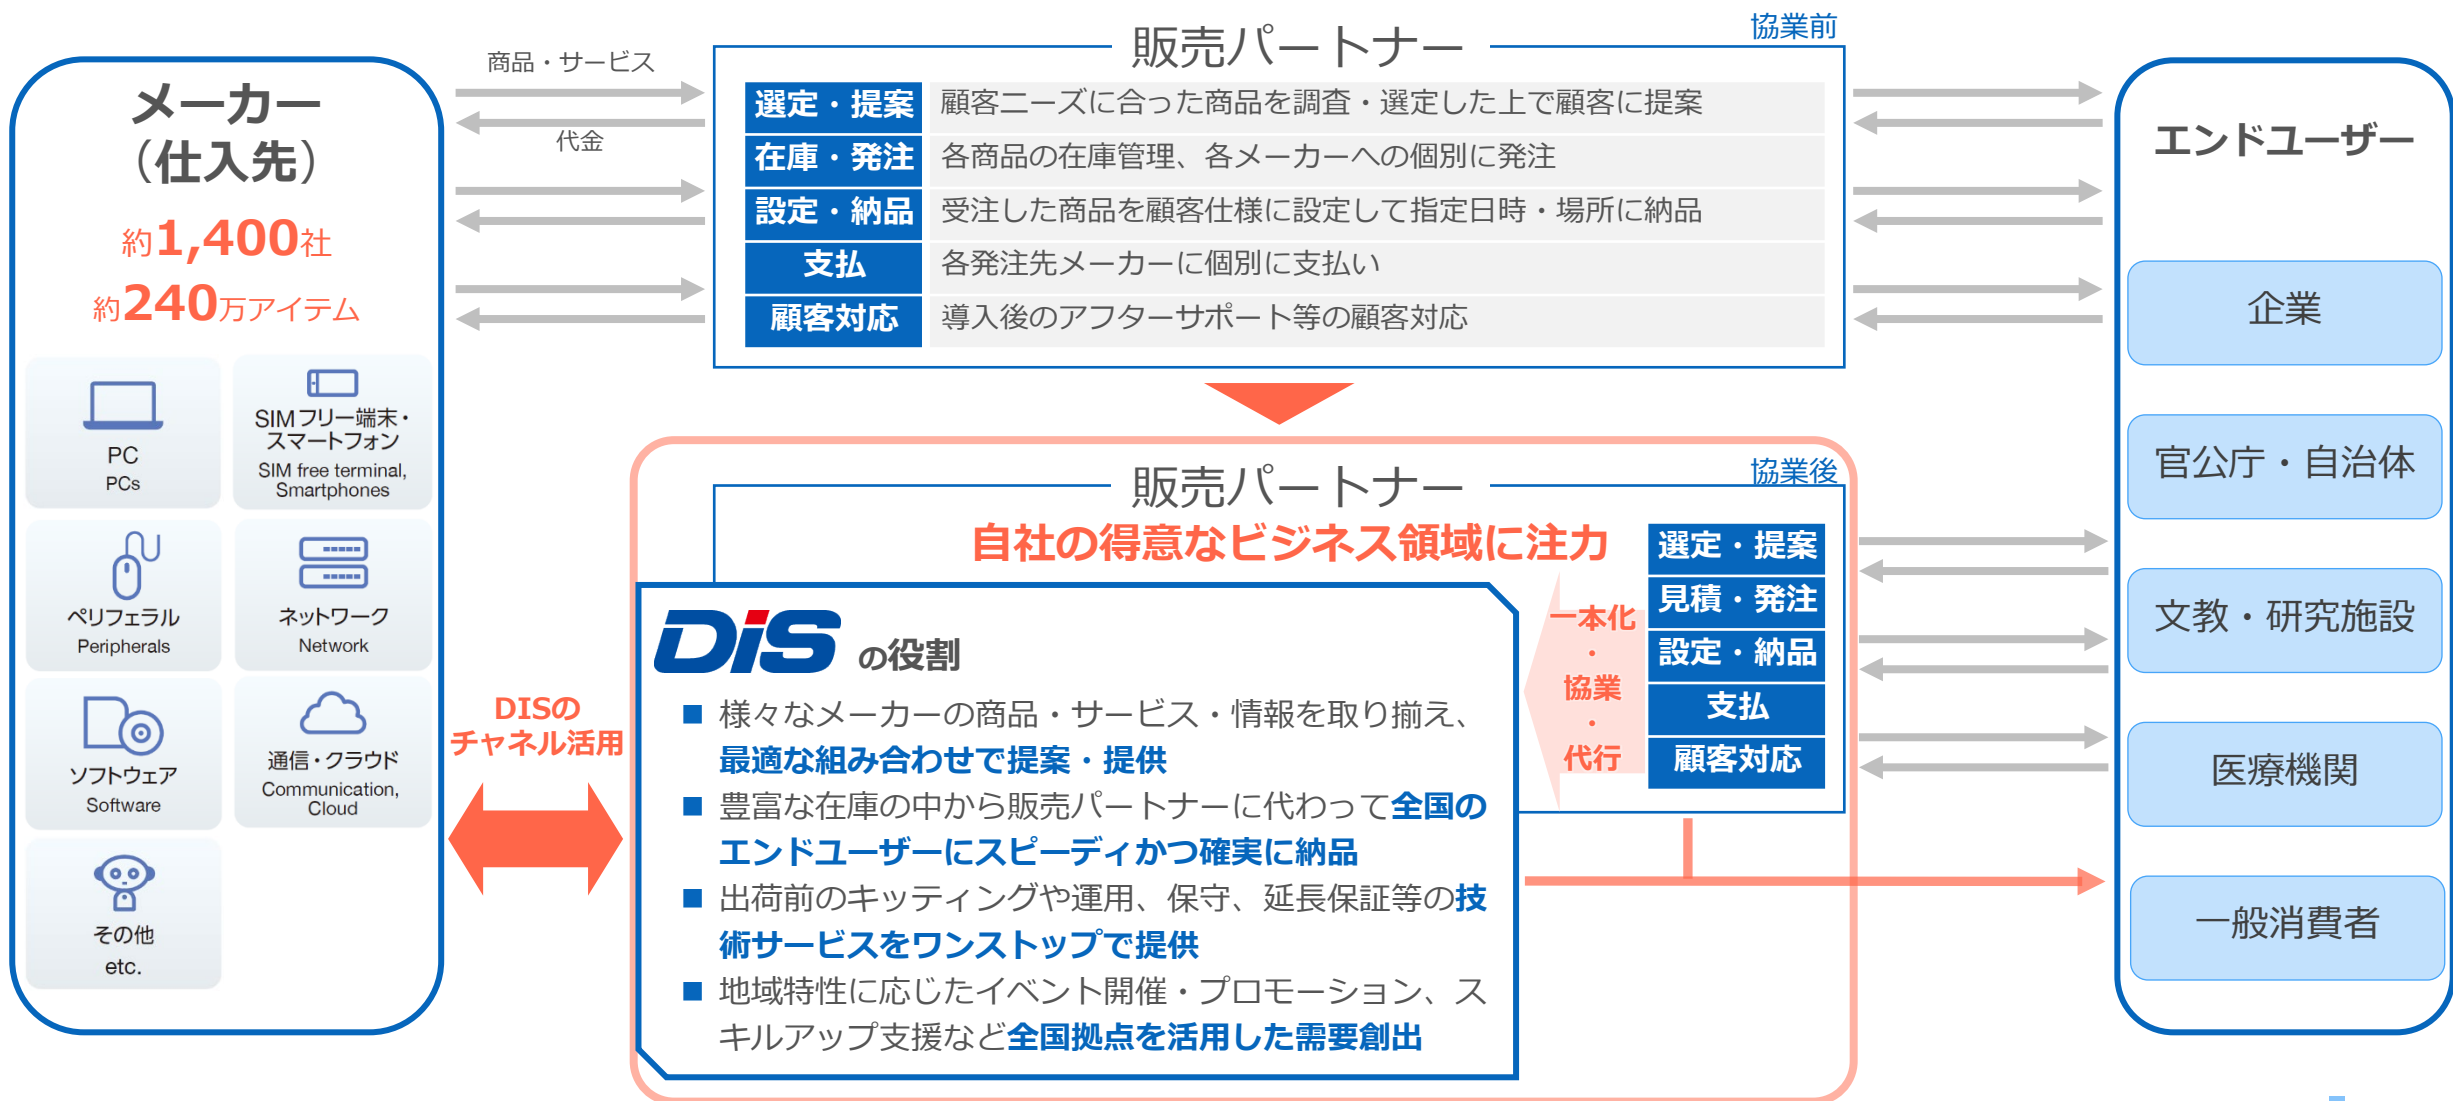 メーカー
（仕入先）
約1,400社
約240万アイテム
PC
PCs
SIMフリー端末・
スマートフォン
SIM free terminal,
Smartphones
ペリフェラル
Peripherals
ネットワーク
Network
ソフトウェア
Software
通信・クラウド
Communication,
Cloud
その他
etc.
商品・サービス
代金
協業前
販売パートナー
選定・提案 顧客ニーズに合った商品を調査・選定した上で顧客に提案
在庫・発注 各商品の在庫管理、各メーカーへの個別に発注
設定・納品 受注した商品を顧客仕様に設定して指定日時・場所に納品
支払 各発注先メーカーに個別に支払い
顧客対応 導入後のアフターサポート等の顧客対応
協業後
販売パートナー
自社の得意なビジネス領域に注力
選定・提案
見積・発注
設定・納品
支払
顧客対応
一本化
・
協業
・
代行
DISの
チャネル活用
DiS の役割
■ 様々なメーカーの商品・サービス・情報を取り揃え、
最適な組み合わせで提案・提供
■ 豊富な在庫の中から販売パートナーに代わって全国の
エンドユーザーにスピーディかつ確実に納品
■ 出荷前のキッティングや運用、保守、延長保証等の技
術サービスをワンストップで提供
■ 地域特性に応じたイベント開催・プロモーション、ス
キルアップ支援など全国拠点を活用した需要創出
エンドユーザー
企業
官公庁・自治体
文教・研究施設
医療機関
一般消費者